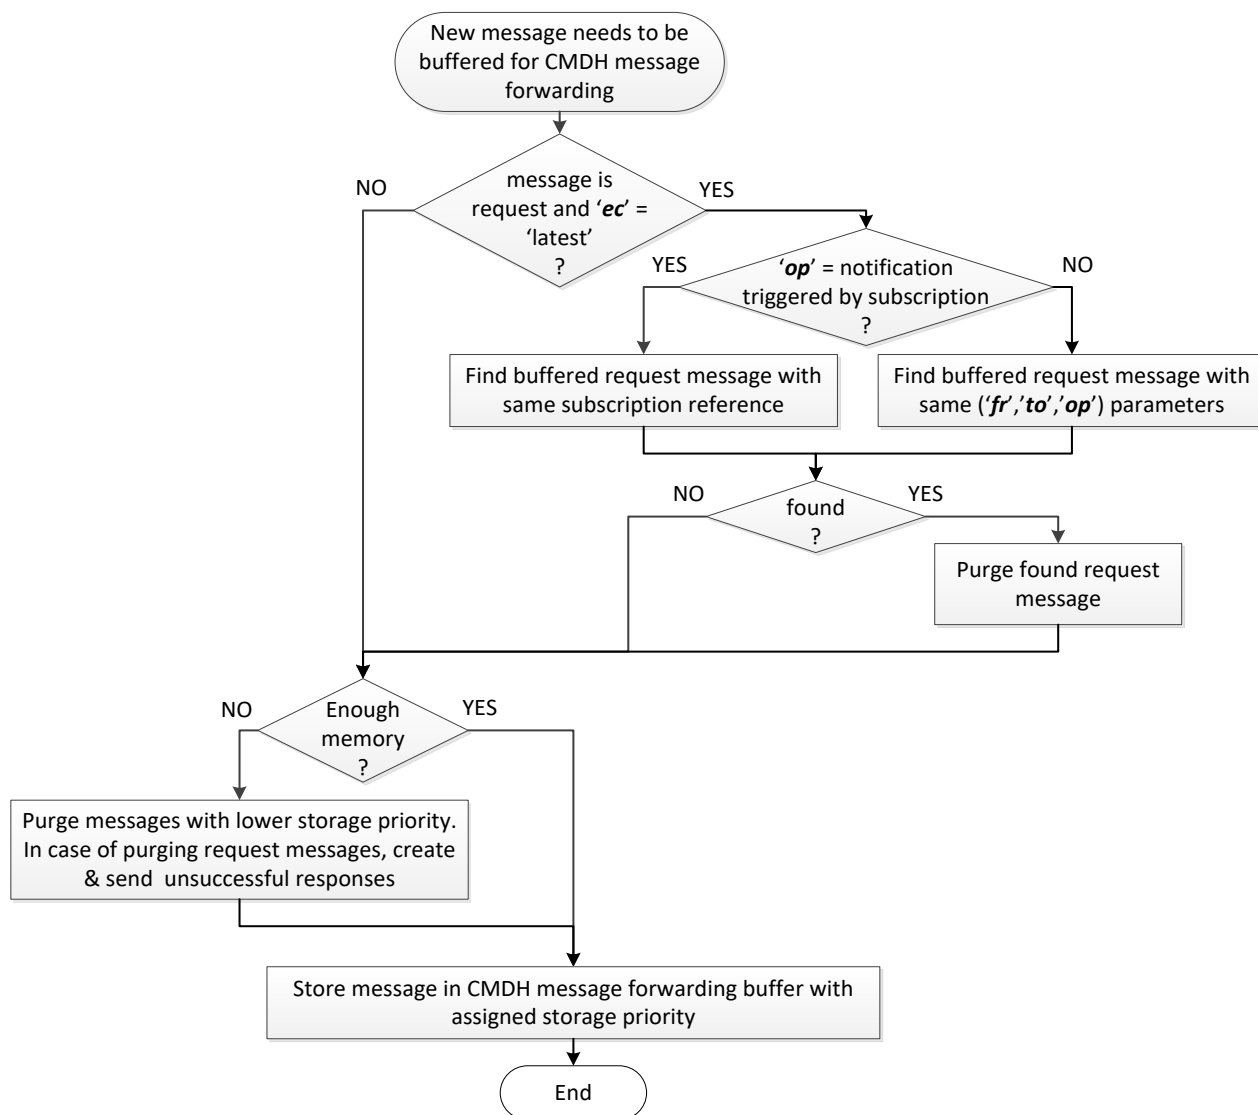 New message needs to be
buffered for CMDH message
forwarding
NO
YES
message is
request and ‘ec’ =
‘latest’
?
YES
NO
‘op’ = notification
triggered by subscription
?
Find buffered request message with
same subscription reference
Find buffered request message with
same (‘fr’,’to’,’op’) parameters
NO
YES
found
?
Purge found request
message
NO
YES
Enough
memory
?
Purge messages with lower storage priority.
In case of purging request messages, create
& send  unsuccessful responses
Store message in CMDH message forwarding buffer with
assigned storage priority
End